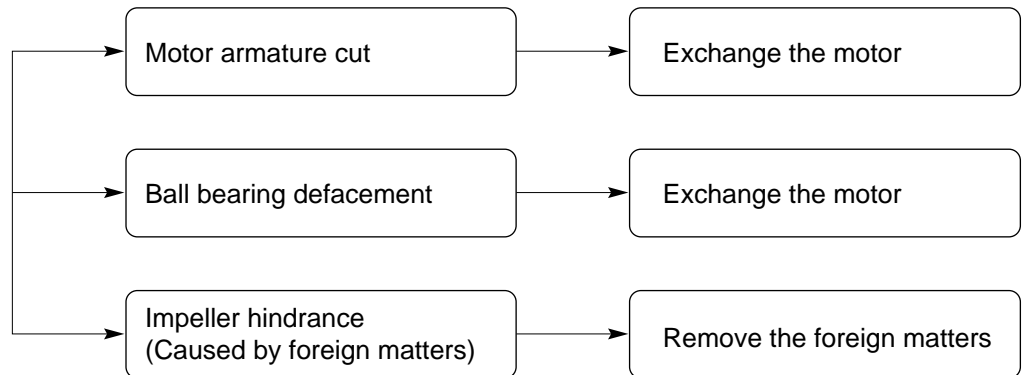 Motor armature cut
Exchange the motor
Ball bearing defacement
Exchange the motor
Impeller hindrance
(Caused by foreign matters)
Remove the foreign matters